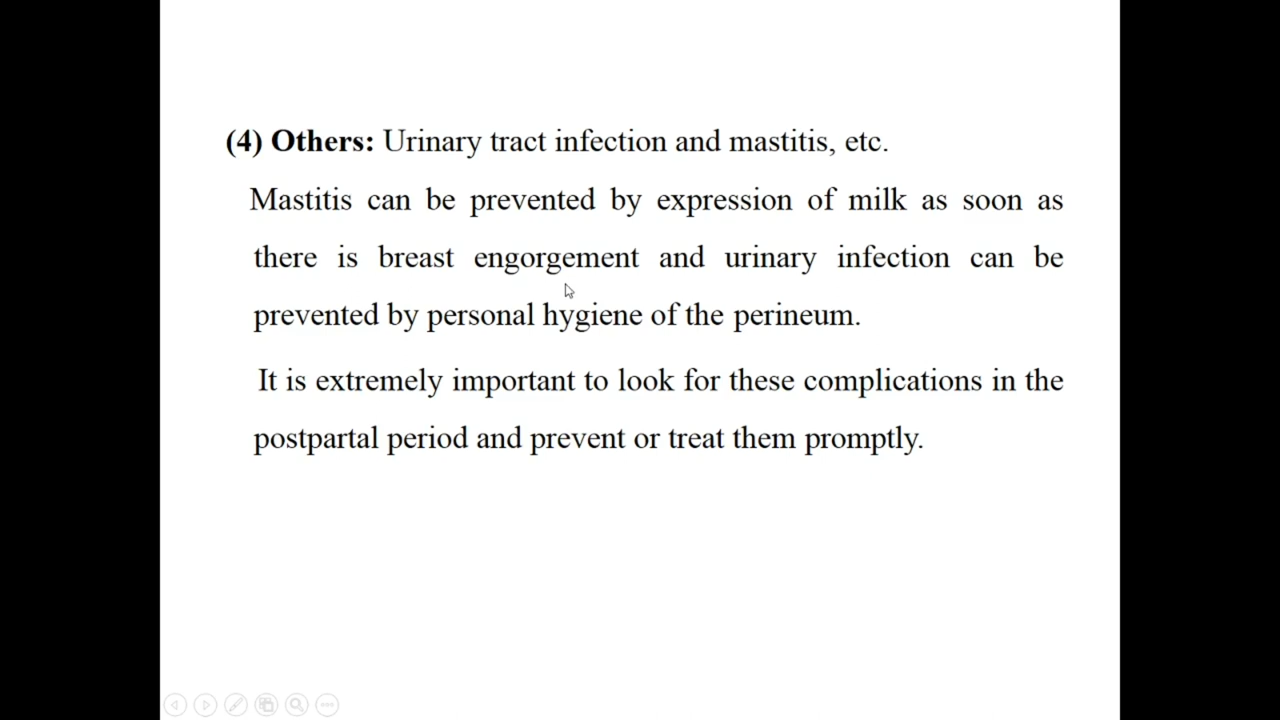 (4) Others: Urinary tract infection and mastitis, etc.
Mastitis can be prevented by expression of milk as soon as
there is breast engorgement and urinary infection can be
prevented by personal hygiene of the perineum.
It is extremely important to look for these complications in the
postpartal period and prevent or treat them promptly.